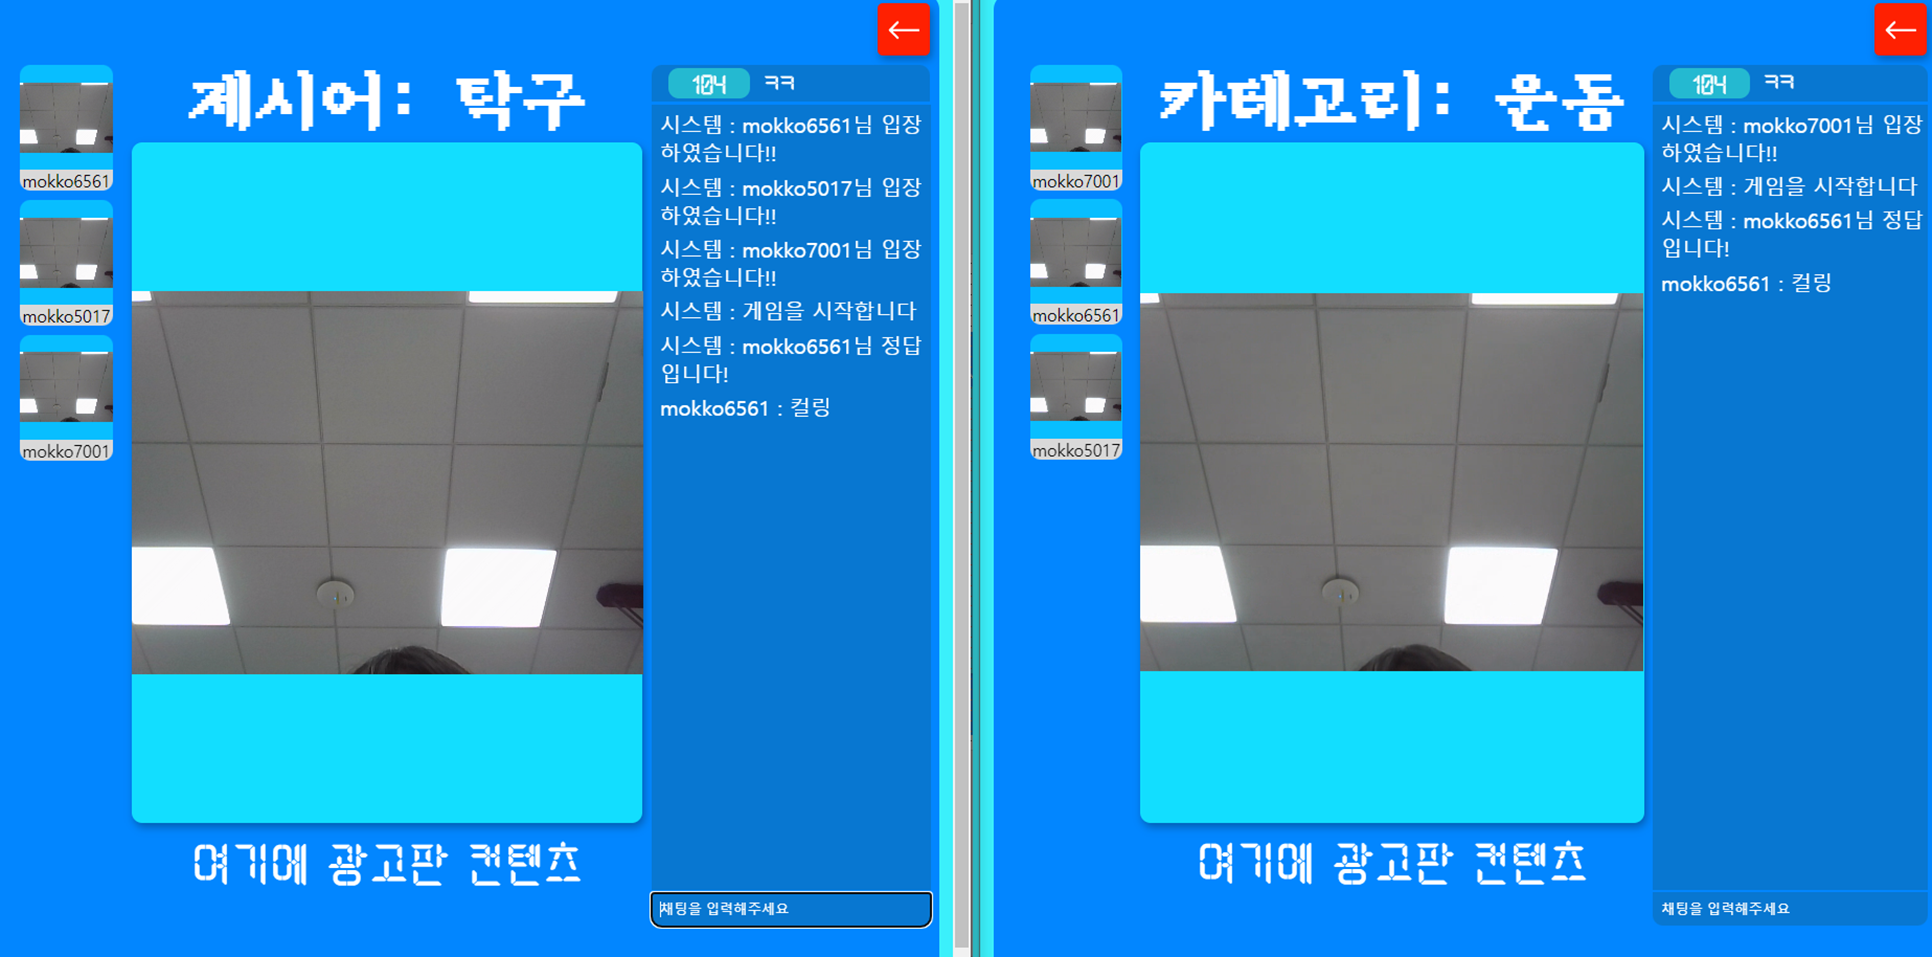 ←
mokko6561
mokko5017
mokko7001
제시어: 탁구
여기에 광고판 컨텐츠
104 ㅋㅋ
시스템 : mokko6561님 입장
하였습니다!!
시스템 : mokko5017님 입장
하였습니다!!
시스템 : mokko7001님 입장
하였습니다!!
시스템 : 게임을 시작합니다
시스템 : mokko6561님 정답
입니다!
mokko6561 : 컬링
채팅을 입력해주세요
←
mokko7001
mokko6561
mokko5017
카테고리: 운동
여기에 광고판 컨텐츠
104 ㅋㅋ
시스템 : mokko7001님 입장
하였습니다!!
시스템 : 게임을 시작합니다
시스템 : mokko6561님 정답
입니다!
mokko6561 : 컬링
채팅을 입력해주세요